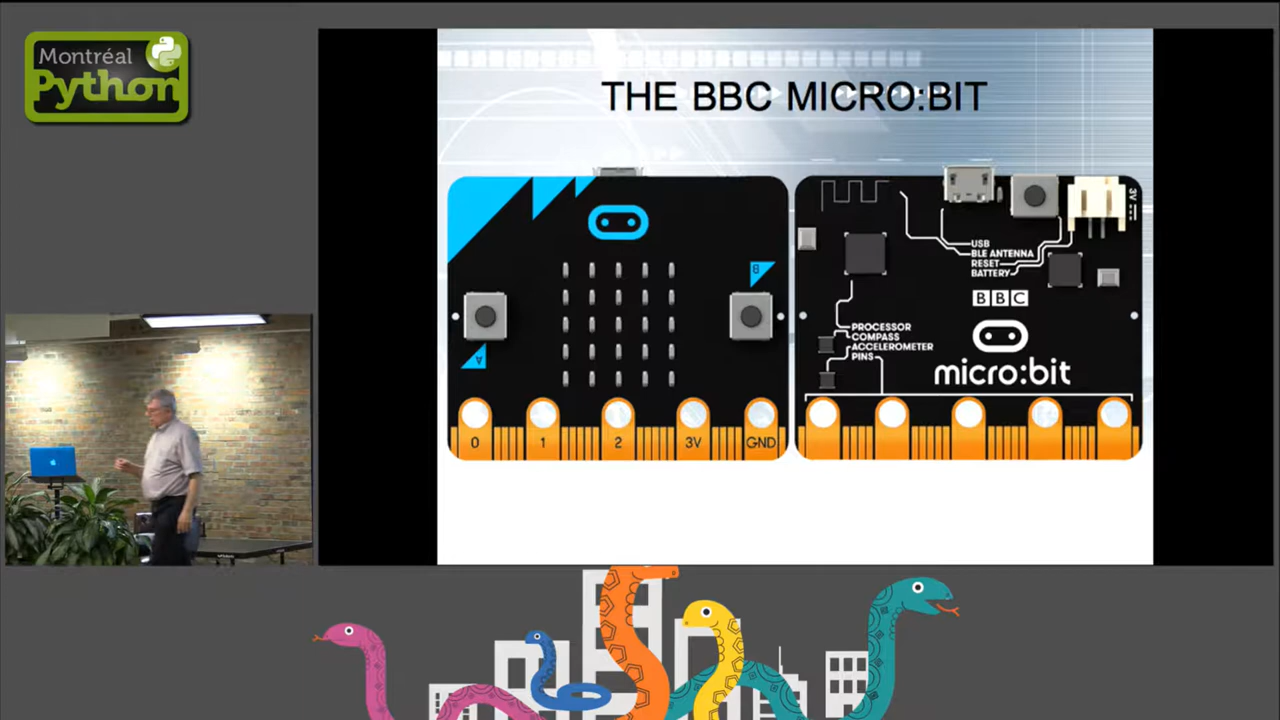 Montréal
Python
THE BBC MICRO:BIT
B
A
0
1
2
3V
GND
3V
USB
BLE ANTENNA
RESET
BATTERY
BBC
PROCESSOR
COMPASS
ACCELEROMETER
PINS
micro:bit